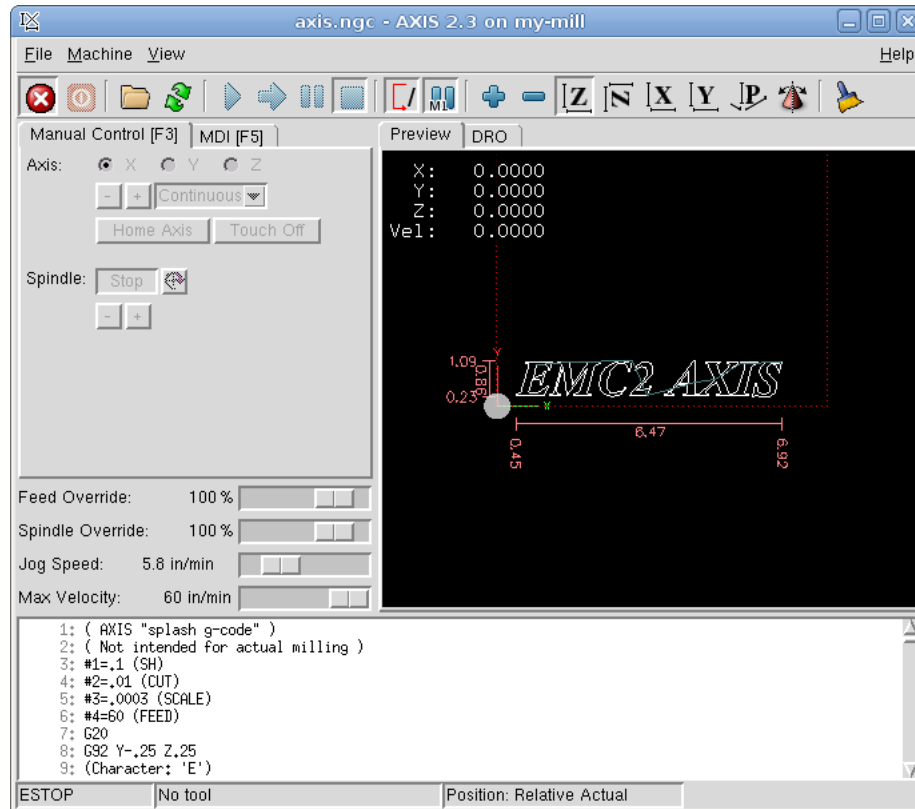 axis.ngc - AXIS 2.3 on my-mill
File Machine View Help
ML Z N X Y P
Manual Control [F3] MDI [F5]
Axis: X Y Z
- + Continuous
Home Axis Touch Off
Spindle: Stop
- +
Feed Override: 100 %
Spindle Override: 100 %
Jog Speed: 5.8 in/min
Max Velocity: 60 in/min
Preview DRO
X: 0.0000
Y: 0.0000
Z: 0.0000
Vel: 0.0000
Y
1.09
0.86
0.23
EMC2 AXIS
X
6.47
0.45
6.92
1: ( AXIS "splash g-code" )
2: ( Not intended for actual milling )
3: #1=.1 (SH)
4: #2=.01 (CUT)
5: #3=.0003 (SCALE)
6: #4=60 (FEED)
7: G20
8: G92 Y-.25 Z.25
9: (Character: 'E')
ESTOP No tool Position: Relative Actual